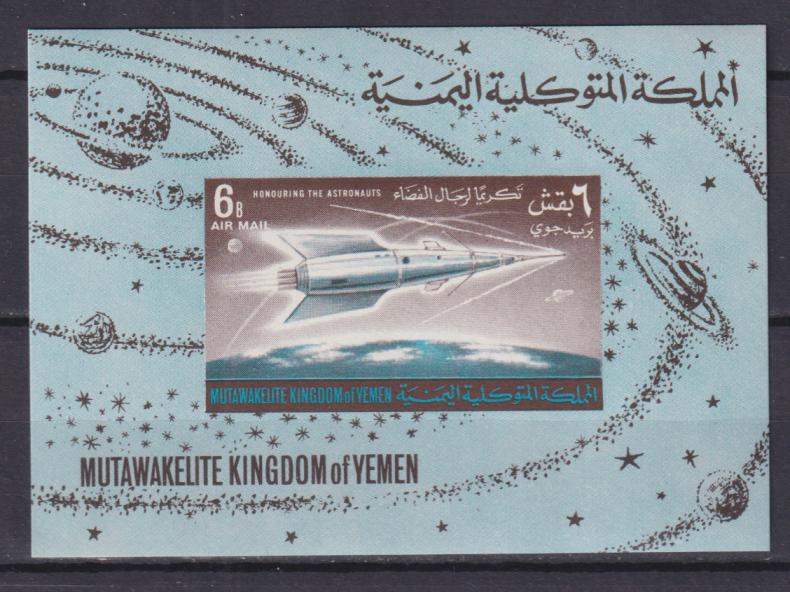 المملكة المتوكلية اليمنية
6B HONOURING THE ASTRONAUTS تكريمًا لرجال الفضاء ٦ بقش
AIR MAIL بريد جوي
MUTAWAKELITE KINGDOM of YEMEN المملكة المتوكلية اليمنية
MUTAWAKELITE KINGDOM of YEMEN